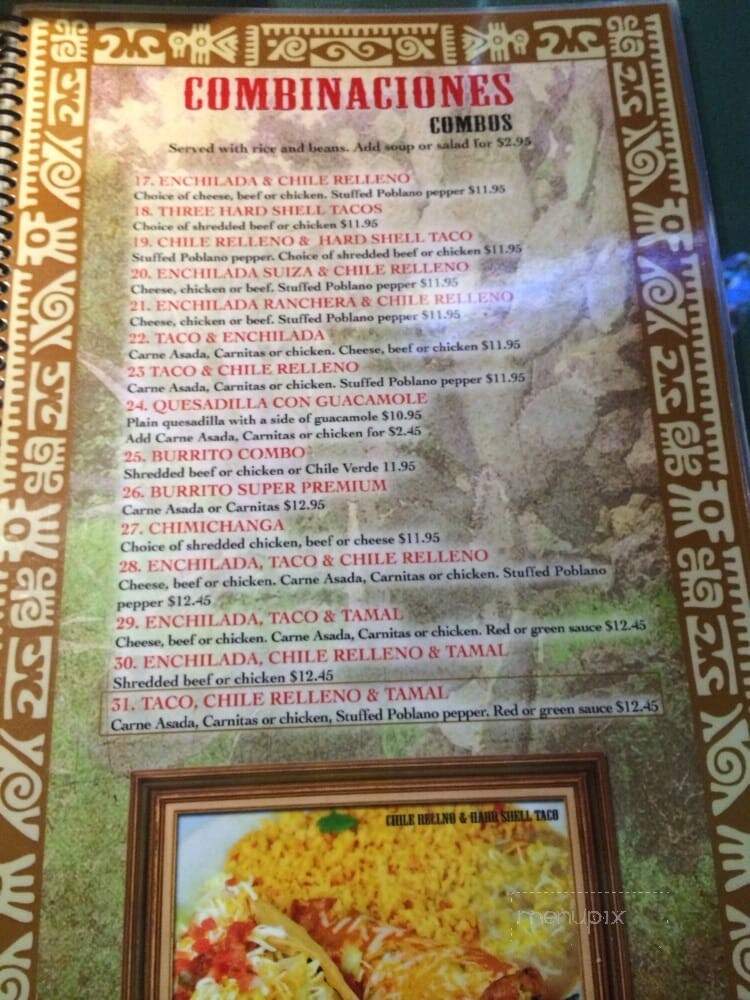 COMBINACIONES
COMBOS
Served with rice and beans. Add soup or salad for $2.95
17. ENCHILADA & CHILE RELLENO
Choice of cheese, beef or chicken. Stuffed Poblano pepper $11.95
18. THREE HARD SHELL TACOS
Choice of shredded beef or chicken $11.95
19. CHILE RELLENO & HARD SHELL TACO
Stuffed Poblano pepper. Choice of shredded beef or chicken $11.95
20. ENCHILADA SUIZA & CHILE RELLENO
Cheese, chicken or beef. Stuffed Poblano pepper $11.95
21. ENCHILADA RANCHERA & CHILE RELLENO
Cheese, chicken or beef. Stuffed Poblano pepper $11.95
22. TACO & ENCHILADA
Carne Asada, Carnitas or chicken. Cheese, beef or chicken $11.95
23 TACO & CHILE RELLENO
Carne Asada, Carnitas or chicken. Stuffed Poblano pepper $11.95
24. QUESADILLA CON GUACAMOLE
Plain quesadilla with a side of guacamole $10.95
Add Carne Asada, Carnitas or chicken for $2.45
25. BURRITO COMBO
Shredded beef or chicken or Chile Verde 11.95
26. BURRITO SUPER PREMIUM
Carne Asada or Carnitas $12.95
27. CHIMICHANGA
Choice of shredded chicken, beef or cheese $11.95
28. ENCHILADA, TACO & CHILE RELLENO
Cheese, beef or chicken. Carne Asada, Carnitas or chicken. Stuffed Poblano
pepper $12.45
29. ENCHILADA, TACO & TAMAL
Cheese, beef or chicken. Carne Asada, Carnitas or chicken. Red or green sauce $12.45
30. ENCHILADA, CHILE RELLENO & TAMAL
Shredded beef or chicken $12.45
31. TACO, CHILE RELLENO & TAMAL
Carne Asada, Carnitas or chicken, Stuffed Poblano pepper. Red or green sauce $12.45
CHILE RELLNO & HARR SHELL TACO
menupix